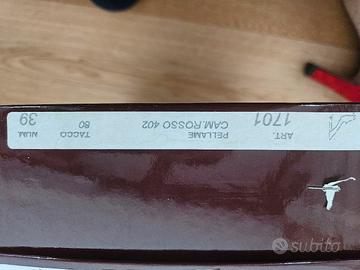 ART. PELLAME TACCO NUM.
1701 CAM.ROSSO 402 80 39
subito